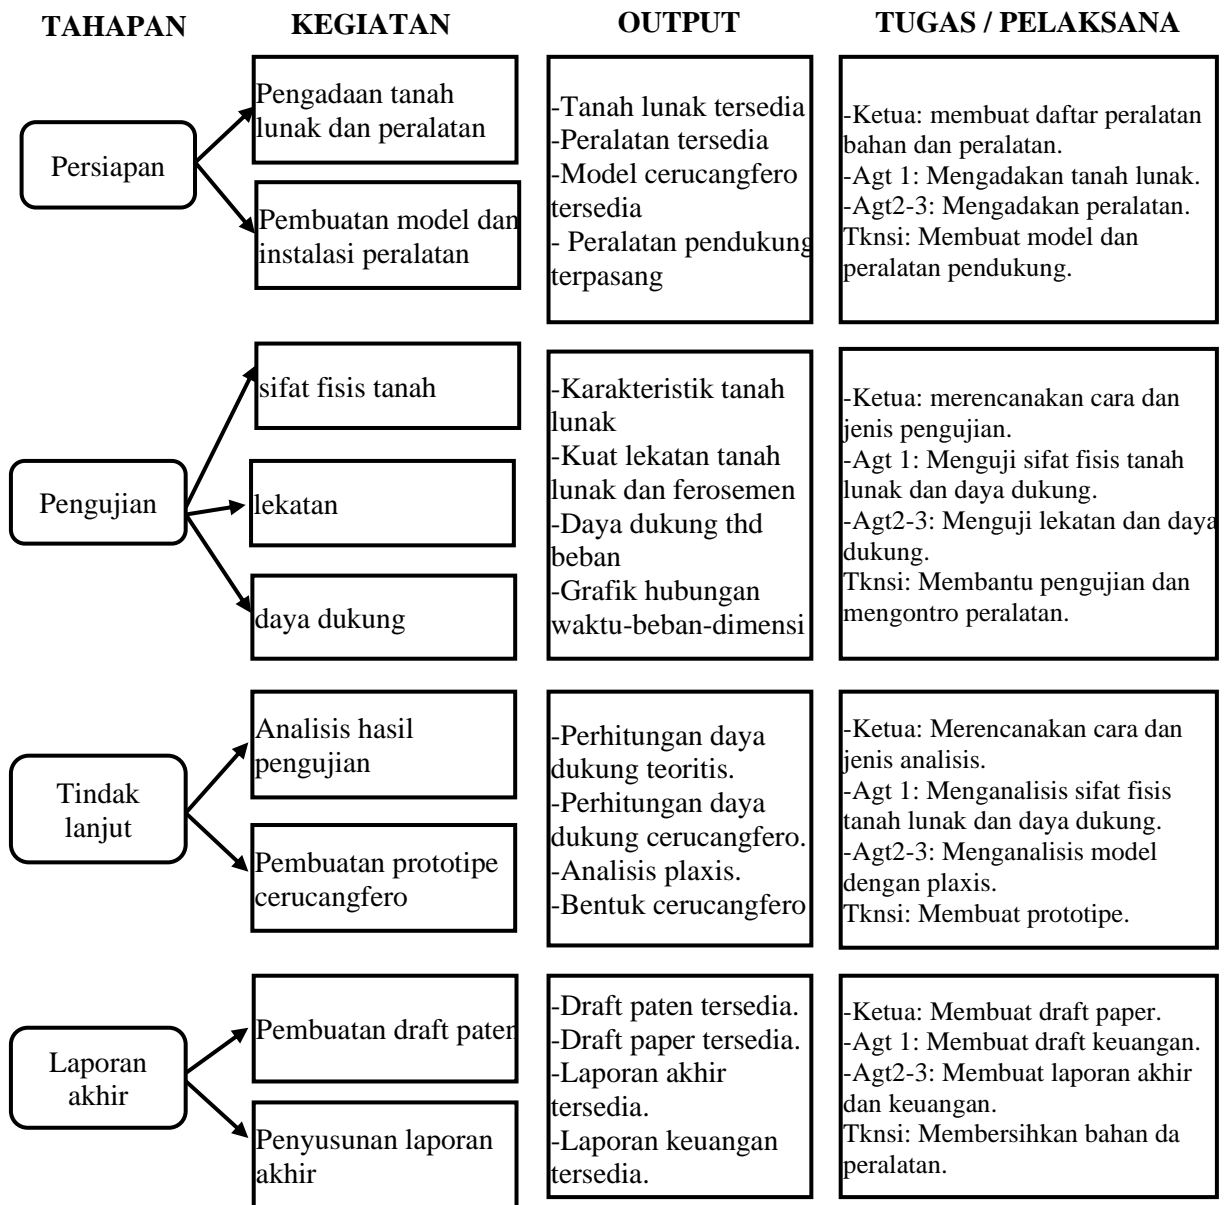 TAHAPAN
KEGIATAN
OUTPUT
TUGAS / PELAKSANA
Persiapan
Pengadaan tanah
lunak dan peralatan
Pembuatan model dan
instalasi peralatan
-Tanah lunak tersedia
-Peralatan tersedia
-Model cerucangfero
tersedia
- Peralatan pendukung
terpasang
-Ketua: membuat daftar peralatan
bahan dan peralatan.
-Agt 1: Mengadakan tanah lunak.
-Agt2-3: Mengadakan peralatan.
Tknsi: Membuat model dan
peralatan pendukung.
Pengujian
sifat fisis tanah
lekatan
daya dukung
-Karakteristik tanah
lunak
-Kuat lekatan tanah
lunak dan ferosemen
-Daya dukung thd
beban
-Grafik hubungan
waktu-beban-dimensi
-Ketua: merencanakan cara dan
jenis pengujian.
-Agt 1: Menguji sifat fisis tanah
lunak dan daya dukung.
-Agt2-3: Menguji lekatan dan daya
dukung.
Tknsi: Membantu pengujian dan
mengontro peralatan.
Tindak
lanjut
Analisis hasil
pengujian
Pembuatan prototipe
cerucangfero
-Perhitungan daya
dukung teoritis.
-Perhitungan daya
dukung cerucangfero.
-Analisis plaxis.
-Bentuk cerucangfero
-Ketua: Merencanakan cara dan
jenis analisis.
-Agt 1: Menganalisis sifat fisis
tanah lunak dan daya dukung.
-Agt2-3: Menganalisis model
dengan plaxis.
Tknsi: Membuat prototipe.
Laporan
akhir
Pembuatan draft paten
Penyusunan laporan
akhir
-Draft paten tersedia.
-Draft paper tersedia.
-Laporan akhir
tersedia.
-Laporan keuangan
tersedia.
-Ketua: Membuat draft paper.
-Agt 1: Membuat draft keuangan.
-Agt2-3: Membuat laporan akhir
dan keuangan.
Tknsi: Membersihkan bahan da
peralatan.